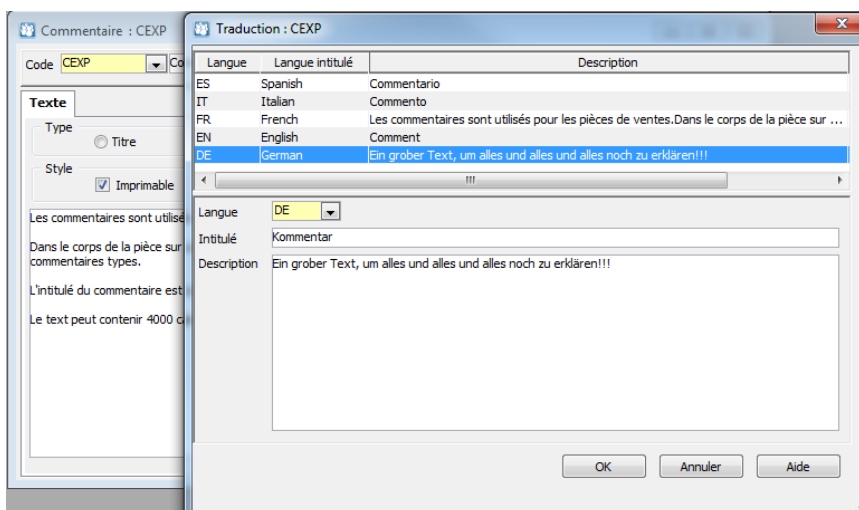 Commentaire : CEXP
Code CEXP Co
Texte
Type
Titre
Style
Imprimable
Les commentaires sont utilisé
Dans le corps de la pièce sur
commentaires types.
L'intitulé du commentaire est
Le text peut contenir 4000 ca
Traduction : CEXP
Langue Langue intitulé Description
ES Spanish Commentario
IT Italian Commento
FR French Les commentaires sont utilisés pour les pièces de ventes.Dans le corps de la pièce sur ...
EN English Comment
DE German Ein grober Text, um alles und alles und alles noch zu erklären!!!
Langue DE
Intitulé Kommentar
Description Ein grober Text, um alles und alles und alles noch zu erklären!!!
OK Annuler Aide